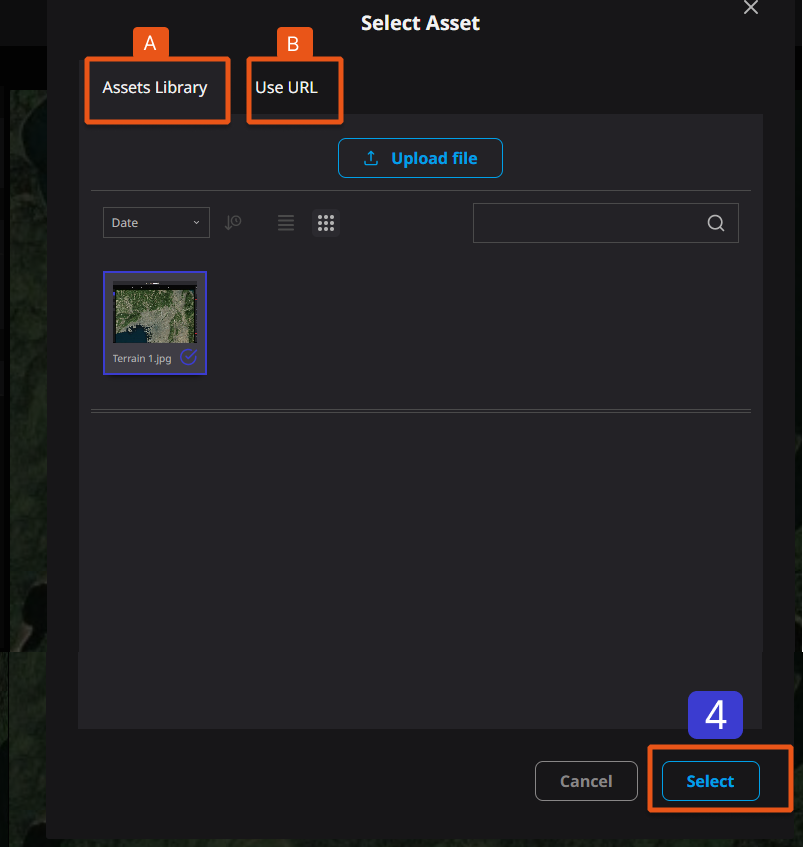 Select Asset
A
B
Assets Library
Use URL
Upload file
Date
Terrain 1.jpg
4
Cancel
Select